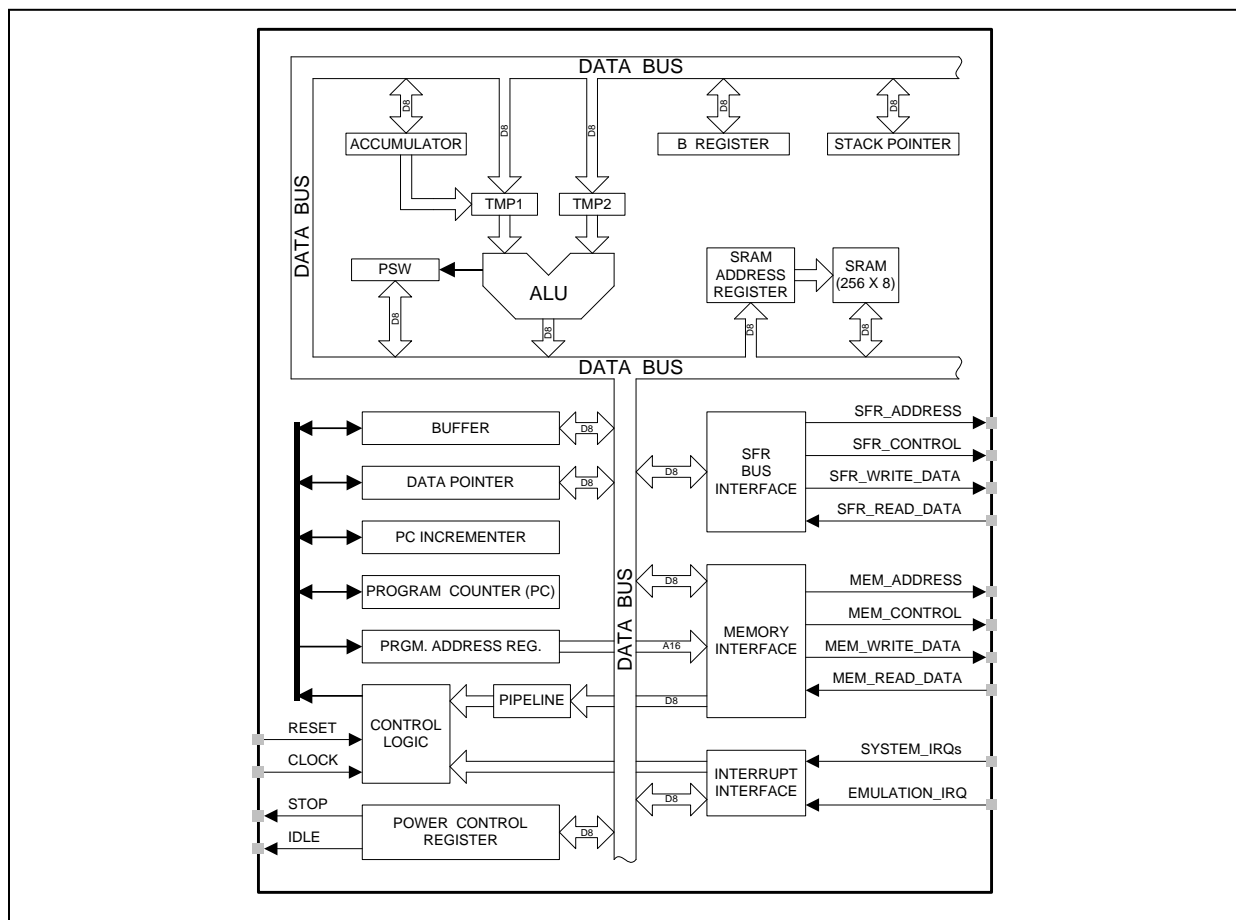 DATA BUS
D8
D8
D8
D8
D8
ACCUMULATOR
B REGISTER
STACK POINTER
DATA BUS
TMP1
TMP2
PSW
ALU
SRAM
ADDRESS
REGISTER
SRAM
(256 X 8)
D8
D8
D8
D8
DATA BUS
BUFFER
D8
DATA POINTER
D8
PC INCREMENTER
PROGRAM COUNTER (PC)
PRGM. ADDRESS REG.
A16
DATA BUS
D8
SFR
BUS
INTERFACE
SFR_ADDRESS
SFR_CONTROL
SFR_WRITE_DATA
SFR_READ_DATA
D8
MEMORY
INTERFACE
MEM_ADDRESS
MEM_CONTROL
MEM_WRITE_DATA
MEM_READ_DATA
PIPELINE
D8
RESET
CLOCK
CONTROL
LOGIC
INTERRUPT
INTERFACE
SYSTEM_IRQs
EMULATION_IRQ
D8
STOP
IDLE
POWER CONTROL
REGISTER
D8